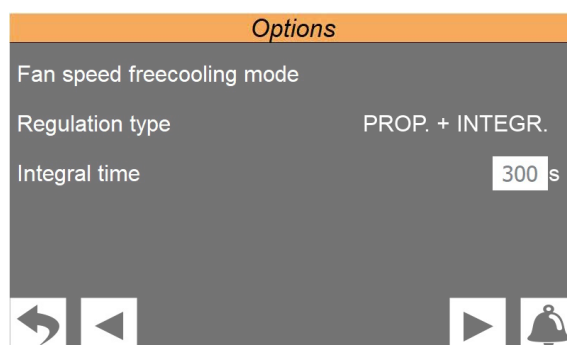 Options
Fan speed freecooling mode
Regulation type PROP. + INTEGR.
Integral time 300 s